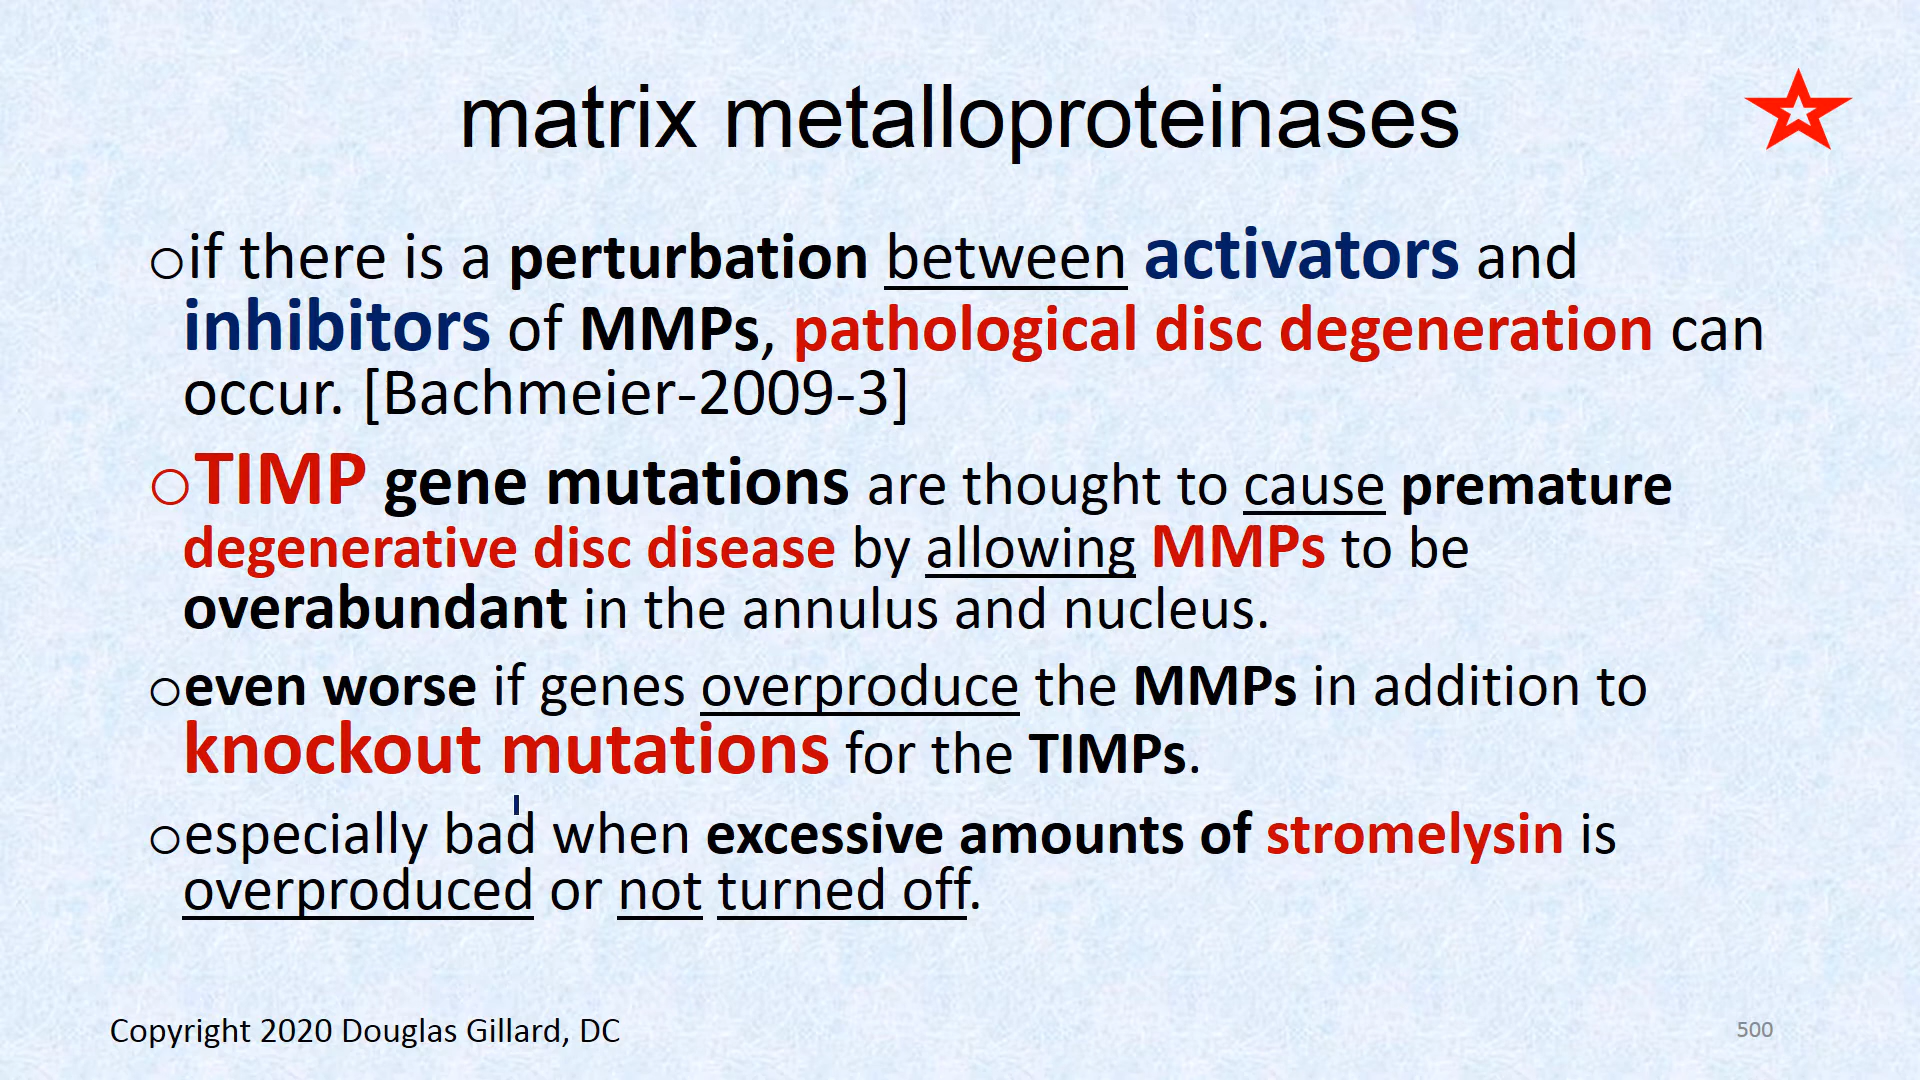 matrix metalloproteinases
○if there is a perturbation between activators and
inhibitors of MMPs, pathological disc degeneration can
occur. [Bachmeier-2009-3]
○TIMP gene mutations are thought to cause premature
degenerative disc disease by allowing MMPs to be
overabundant in the annulus and nucleus.
○even worse if genes overproduce the MMPs in addition to
knockout mutations for the TIMPs.
○especially bad when excessive amounts of stromelysin is
overproduced or not turned off.
Copyright 2020 Douglas Gillard, DC
500